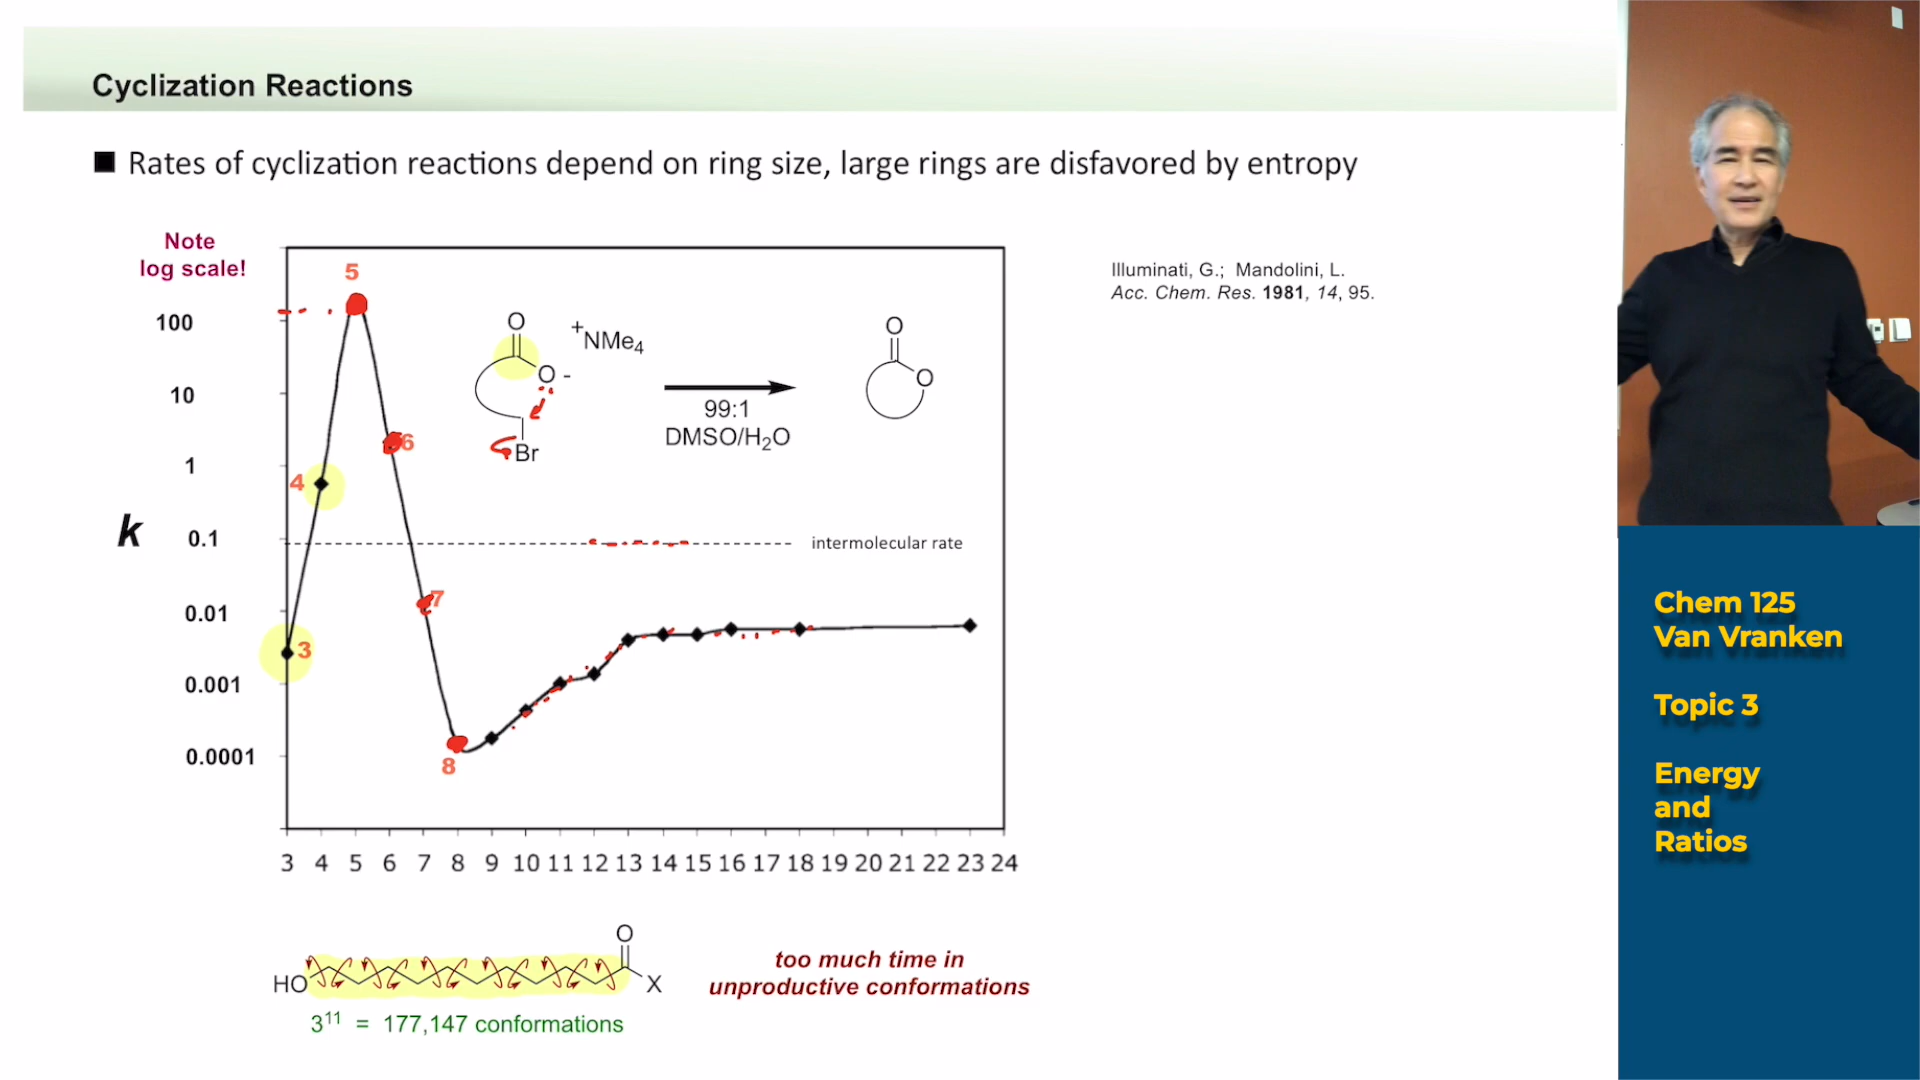 Cyclization Reactions
■ Rates of cyclization reactions depend on ring size, large rings are disfavored by entropy
Note
log scale!
Illuminati, G.; Mandolini, L.
Acc. Chem. Res. 1981, 14, 95.
5
100
10
1
0.1
0.01
0.001
0.0001
k
4
3
6
7
8
O
O -
Br
+NMe4
99:1
DMSO/H2O
O
O
intermolecular rate
3 4 5 6 7 8 9 10 11 12 13 14 15 16 17 18 19 20 21 22 23 24
O
HO
X
3¹¹ = 177,147 conformations
too much time in
unproductive conformations
Chem 125
Van Vranken
Topic 3
Energy
and
Ratios